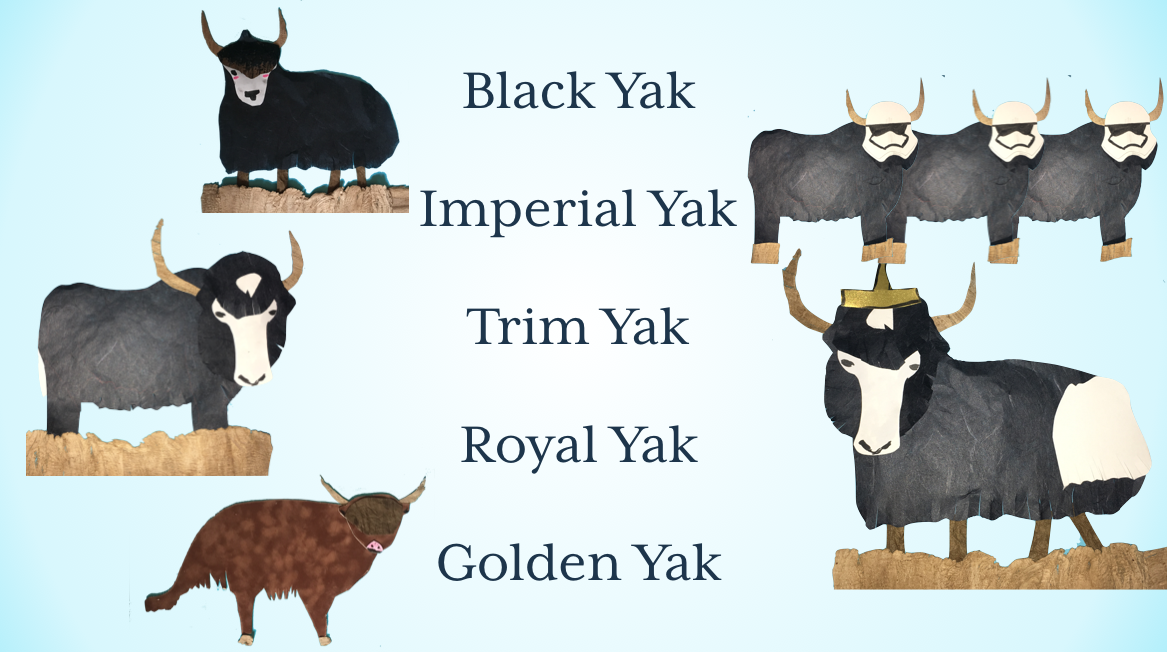 Black Yak
Imperial Yak
Trim Yak
Royal Yak
Golden Yak